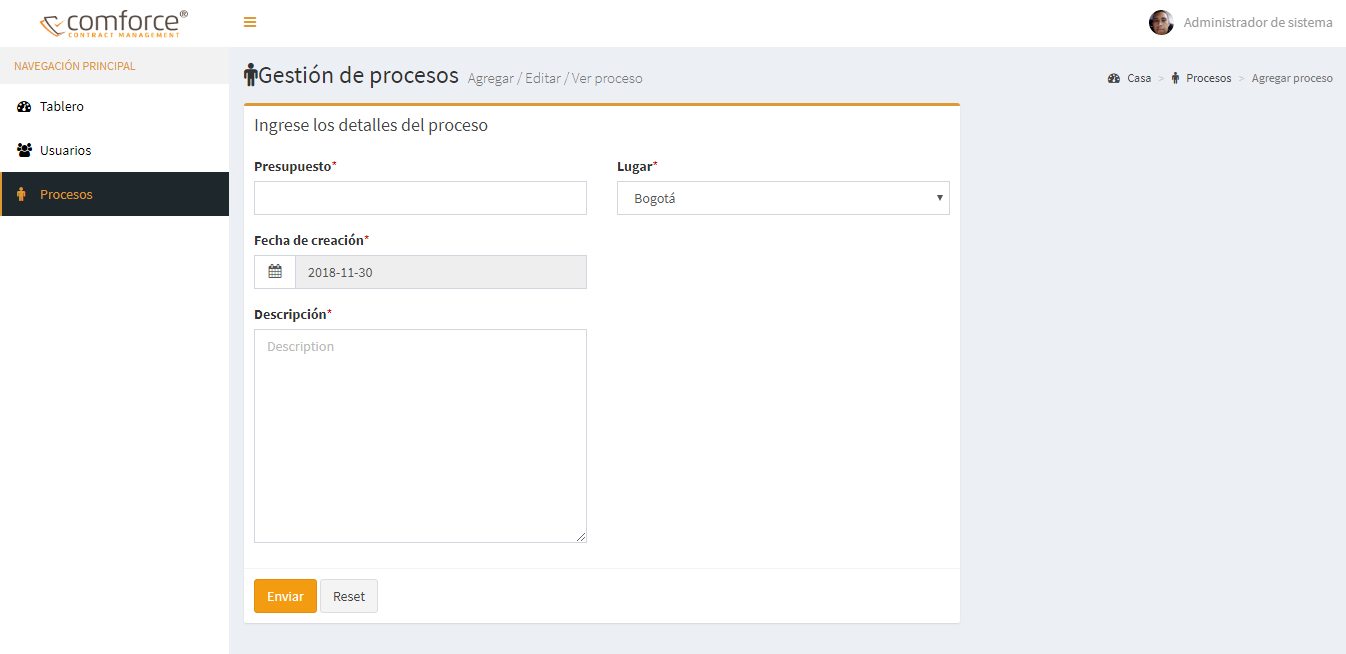 comforce®
CONTRACT MANAGEMENT
Administrador de sistema
NAVEGACIÓN PRINCIPAL
Tablero
Usuarios
Procesos
Gestión de procesos Agregar / Editar / Ver proceso
Casa > Procesos > Agregar proceso
Ingrese los detalles del proceso
Presupuesto*
Lugar*
Bogotá
Fecha de creación*
2018-11-30
Descripción*
Description
Enviar
Reset